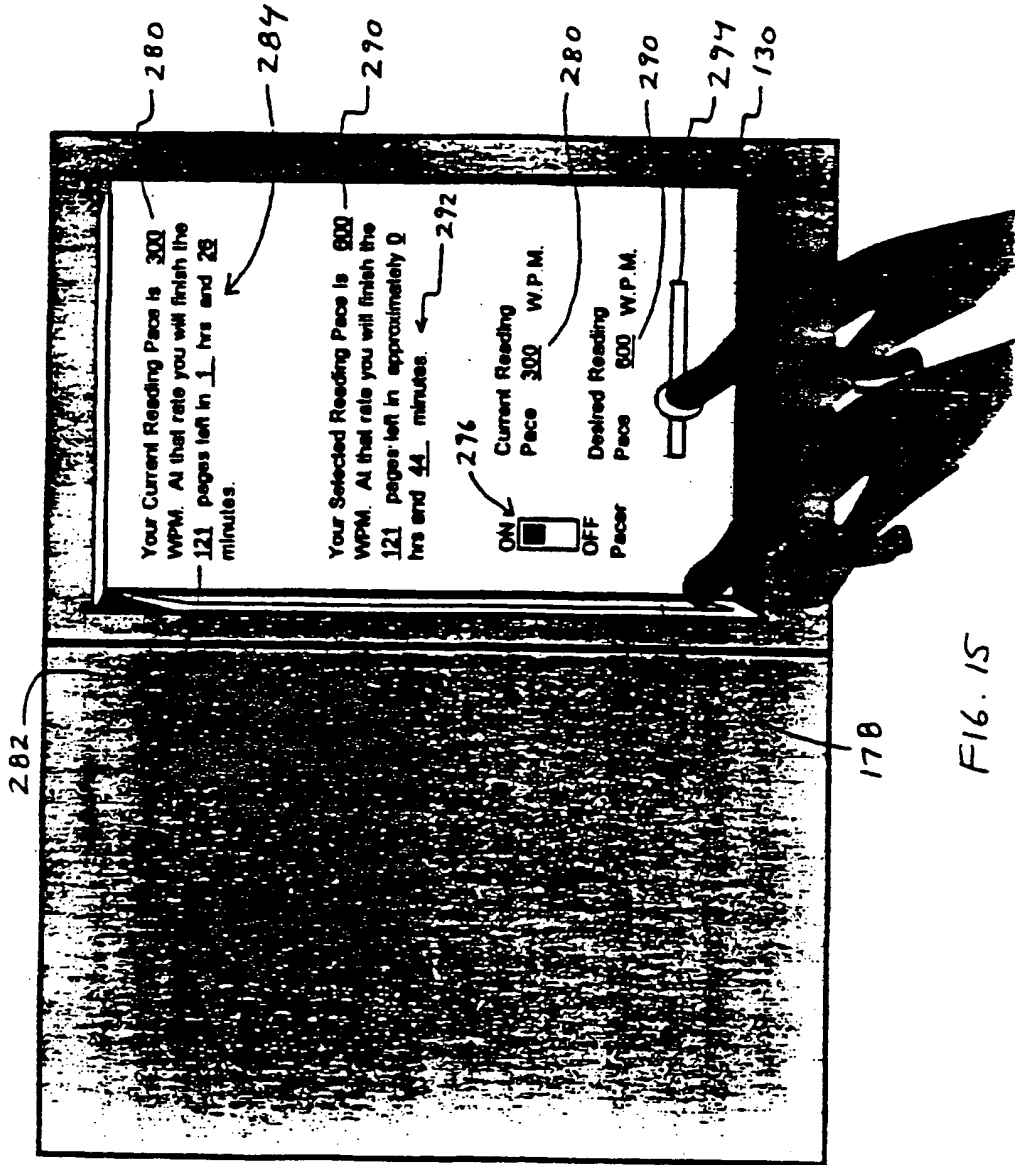 282
Your Current Reading Pace is 300
WPM. At that rate you will finish the
121 pages left in 1 hrs and 26
minutes.
280
284
Your Selected Reading Pace is 600
WPM. At that rate you will finish the
121 pages left in approximately 0
hrs and 44 minutes.
290
292
296
ON
OFF
Pacer
Current Reading
Pace 300 W.P.M.
280
Desired Reading
Pace 600 W.P.M.
290
294
130
178
FIG. 15